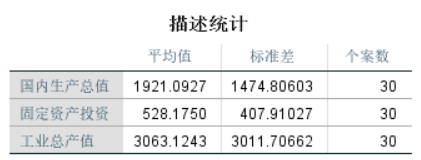 描述统计
平均值 标准差 个案数
国内生产总值 1921.0927 1474.80603 30
固定资产投资 528.1750 407.91027 30
工业总产值 3063.1243 3011.70662 30